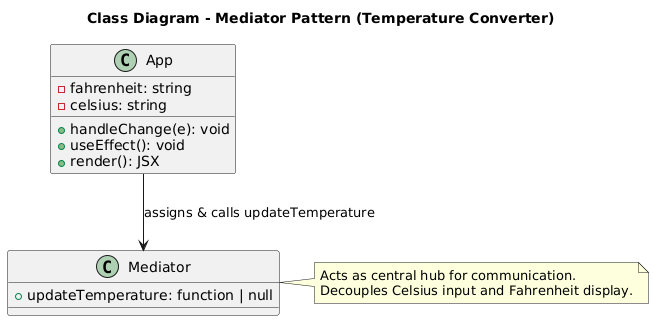 Class Diagram - Mediator Pattern (Temperature Converter)
C App
fahrenheit: string
celsius: string
handleChange(e): void
useEffect(): void
render(): JSX
assigns & calls updateTemperature
C Mediator
updateTemperature: function | null
Acts as central hub for communication.
Decouples Celsius input and Fahrenheit display.